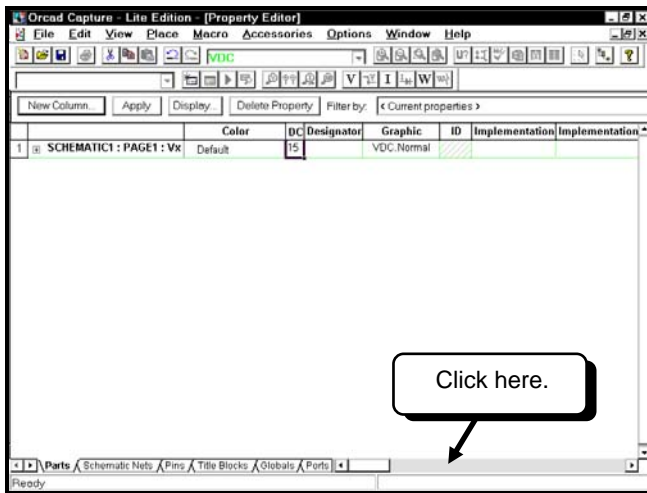 Orcad Capture - Lite Edition - [Property Editor]
File Edit View Place Macro Accessories Options Window Help
VDC U?
V I W
New Column... Apply Display... Delete Property Filter by: < Current properties >
Color DC Designator Graphic ID Implementation Implementation
1 SCHEMATIC1 : PAGE1 : Vx Default 15 VDC.Normal
Click here.
Parts Schematic Nets Pins Title Blocks Globals Ports
Ready